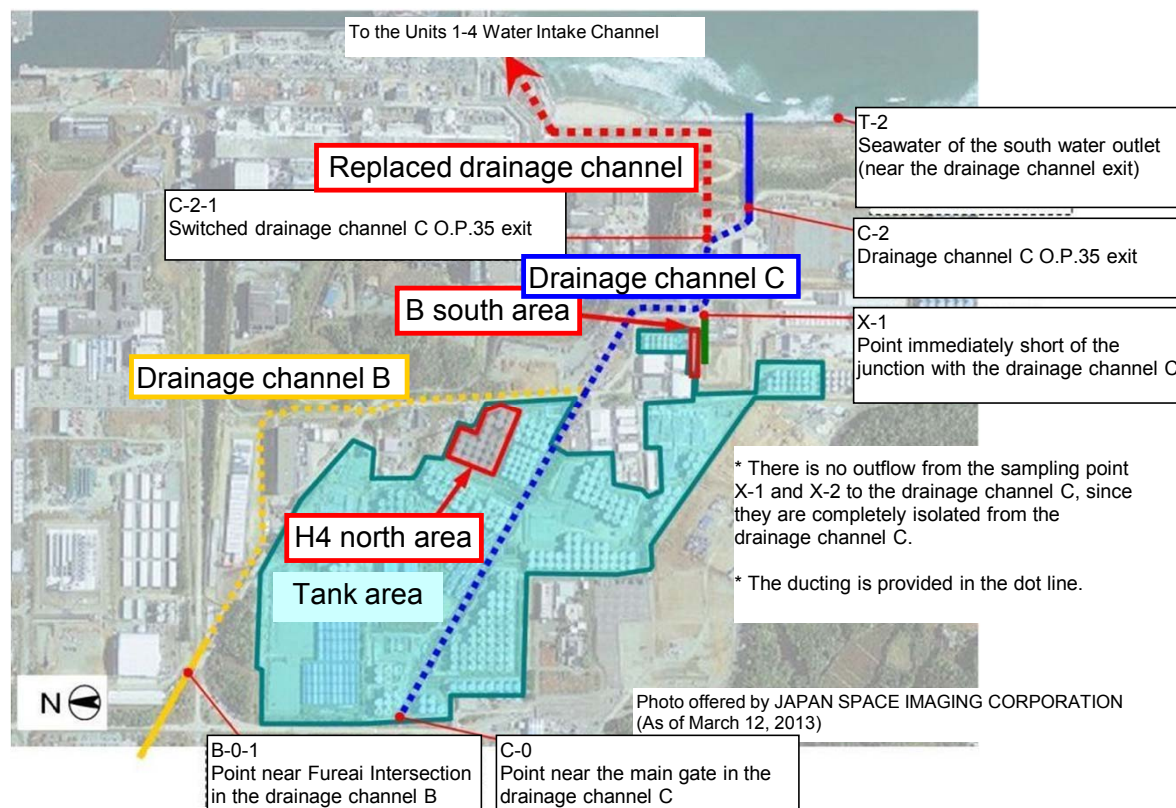 To the Units 1-4 Water Intake Channel
T-2
Seawater of the south water outlet
(near the drainage channel exit)
Replaced drainage channel
C-2-1
Switched drainage channel C O.P.35 exit
C-2
Drainage channel C O.P.35 exit
Drainage channel C
B south area
X-1
Point immediately short of the
junction with the drainage channel C
Drainage channel B
* There is no outflow from the sampling point
X-1 and X-2 to the drainage channel C, since
they are completely isolated from the
drainage channel C.
* The ducting is provided in the dot line.
H4 north area
Tank area
N
Photo offered by JAPAN SPACE IMAGING CORPORATION
(As of March 12, 2013)
B-0-1
Point near Fureai Intersection
in the drainage channel B
C-0
Point near the main gate in the
drainage channel C